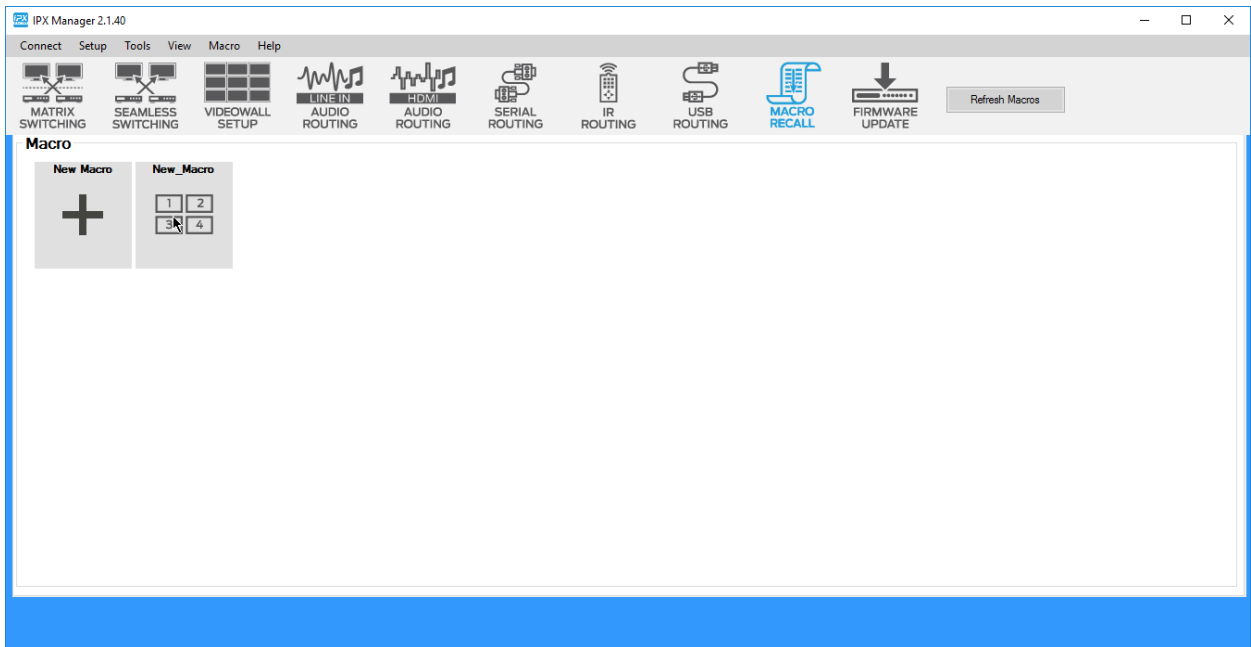 IPX Manager 2.1.40
Connect Setup Tools View Macro Help
MATRIX SWITCHING
SEAMLESS SWITCHING
VIDEOWALL SETUP
LINE IN AUDIO ROUTING
HDMI AUDIO ROUTING
SERIAL ROUTING
IR ROUTING
USB ROUTING
MACRO RECALL
FIRMWARE UPDATE
Refresh Macros
Macro
New Macro
New_Macro
1 2
3 4